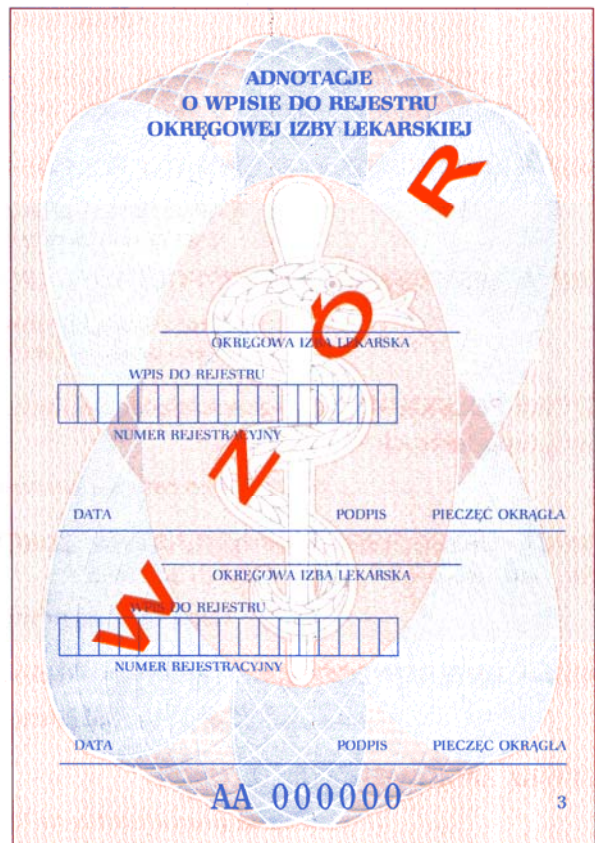 ADNOTACJE
O WPISIE DO REJESTRU
OKRĘGOWEJ IZBY LEKARSKIEJ
WZÓR
OKRĘGOWA IZBA LEKARSKA
WPIS DO REJESTRU
NUMER REJESTRACYJNY
DATA PODPIS PIECZĘĆ OKRĄGŁA
OKRĘGOWA IZBA LEKARSKA
WPIS DO REJESTRU
NUMER REJESTRACYJNY
DATA PODPIS PIECZĘĆ OKRĄGŁA
AA 000000 3